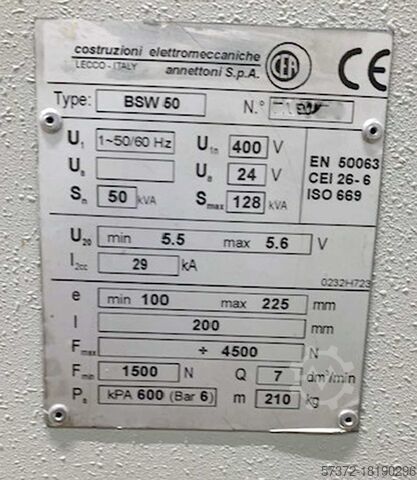 costruzioni elettromeccaniche
LECCO - ITALY annettoni S.p.A. CEA CE
Type: BSW 50 N.°
U1 1~50/60 Hz U1n 400 V
Ua Ua 24 V
Sn 50 kVA Smax 128 kVA
EN 50063
CEI 26-6
ISO 669
U20 min 5.5 max 5.6 V
I2cc 29 kA
0232H723
e min 100 max 225 mm
l 200 mm
Fmax ÷ 4500 N
Fmin 1500 N Q 7 dm³/min
Pa kPA 600 (Bar 6) m 210 kg
57372-18190296